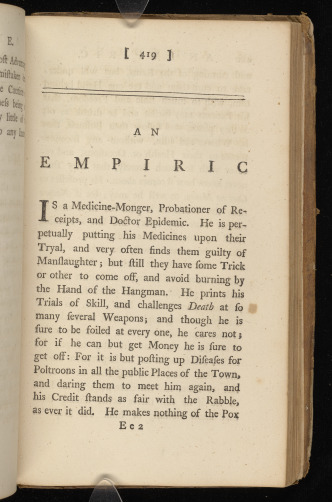 E.
[ 419 ]
AN
EMPIRIC
IS a Medicine-Monger, Probationer of Re-
ceipts, and Doctor Epidemic. He is per-
petually putting his Medicines upon their
Tryal, and very often finds them guilty of
Manſlaughter; but ſtill they have ſome Trick
or other to come off, and avoid burning by
the Hand of the Hangman. He prints his
Trials of Skill, and challenges Death at ſo
many ſeveral Weapons; and though he is
ſure to be foiled at every one, he cares not;
for if he can but get Money he is ſure to
get off: For it is but poſting up Diſeaſes for
Poltroons in all the public Places of the Town,
and daring them to meet him again, and
his Credit ſtands as fair with the Rabble,
as ever it did. He makes nothing of the Pox
E e 2